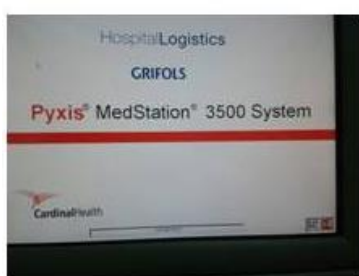 HospitalLogistics
GRIFOLS
Pyxis® MedStation® 3500 System
CardinalHealth